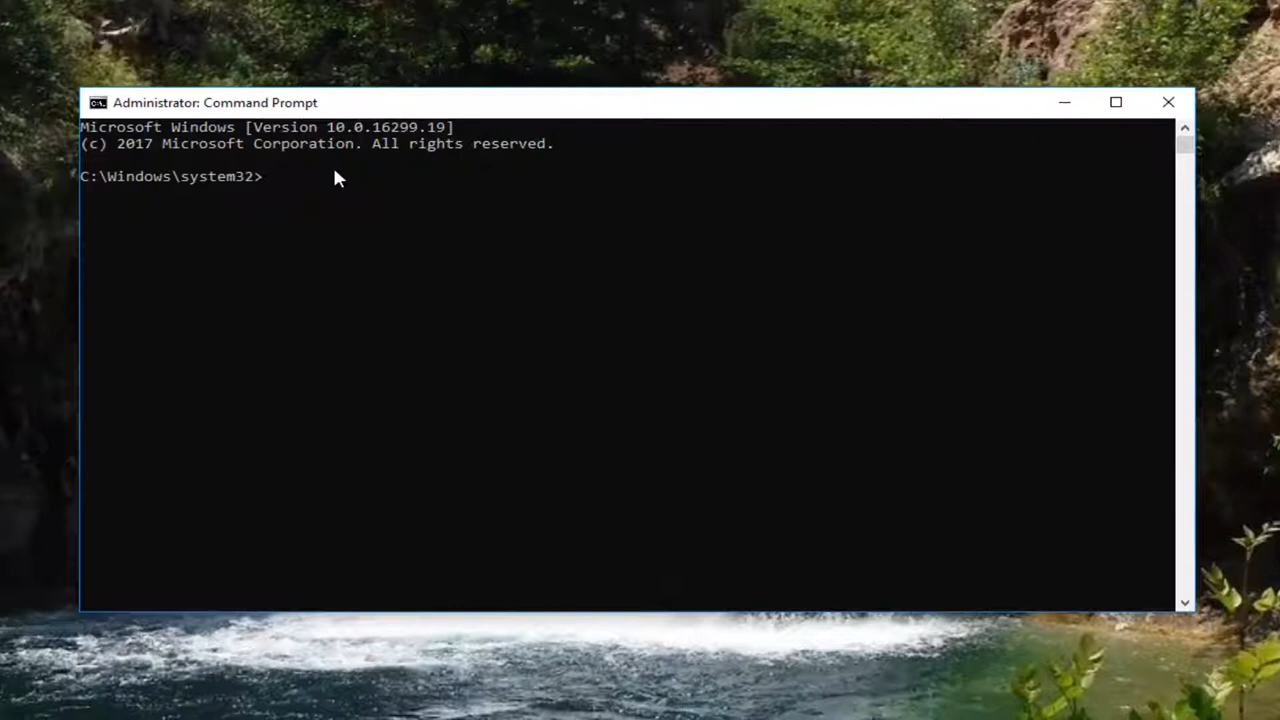 Administrator: Command Prompt
Microsoft Windows [Version 10.0.16299.19]
(c) 2017 Microsoft Corporation. All rights reserved.
C:\Windows\system32>